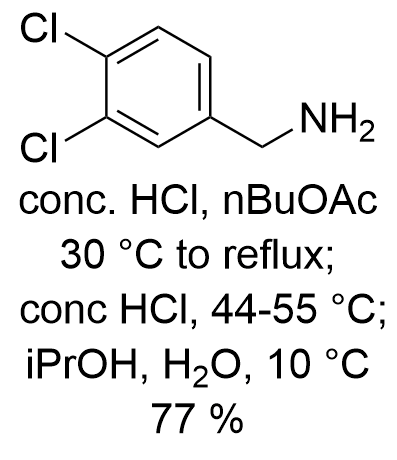 Cl
Cl
NH₂
conc. HCl, nBuOAc
30 °C to reflux;
conc HCl, 44-55 °C;
iPrOH, H₂O, 10 °C
77 %